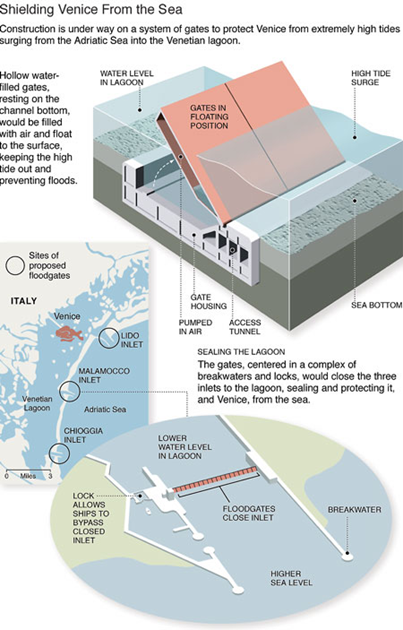 Shielding Venice From the Sea
Construction is under way on a system of gates to protect Venice from extremely high tides
surging from the Adriatic Sea into the Venetian lagoon.
Hollow water-
filled gates,
resting on the
channel bottom,
would be filled
with air and float
to the surface,
keeping the high
tide out and
preventing floods.
WATER LEVEL
IN LAGOON
GATES IN
FLOATING
POSITION
HIGH TIDE
SURGE
GATE
HOUSING
PUMPED
IN AIR
ACCESS
TUNNEL
SEA BOTTOM
Sites of
proposed
floodgates
ITALY
Venice
LIDO
INLET
MALAMOCCO
INLET
Venetian
Lagoon
Adriatic Sea
CHIOGGIA
INLET
0 Miles 3
SEALING THE LAGOON
The gates, centered in a complex of
breakwaters and locks, would close the three
inlets to the lagoon, sealing and protecting it,
and Venice, from the sea.
LOWER
WATER LEVEL
IN LAGOON
LOCK
ALLOWS
SHIPS TO
BYPASS
CLOSED
INLET
FLOODGATES
CLOSE INLET
BREAKWATER
HIGHER
SEA LEVEL